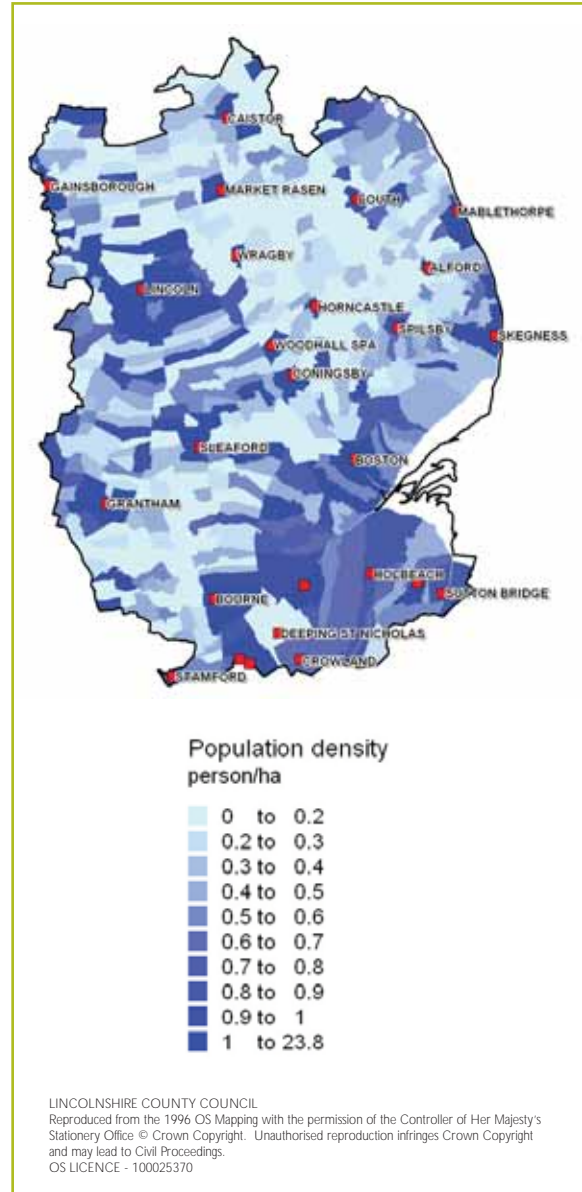 CAISTOR
GAINSBOROUGH
MARKET RASEN
LOUTH
MABLETHORPE
WRAGBY
ALFORD
LINCOLN
HORNCASTLE
SPILSBY
SKEGNESS
WOODHALL SPA
CONINGSBY
SLEAFORD
BOSTON
GRANTHAM
HOLBEACH
SUTTON BRIDGE
BOURNE
DEEPING ST NICHOLAS
CROWLAND
STAMFORD
Population density
person/ha
0 to 0.2
0.2 to 0.3
0.3 to 0.4
0.4 to 0.5
0.5 to 0.6
0.6 to 0.7
0.7 to 0.8
0.8 to 0.9
0.9 to 1
1 to 23.8
LINCOLNSHIRE COUNTY COUNCIL
Reproduced from the 1996 OS Mapping with the permission of the Controller of Her Majesty's
Stationery Office © Crown Copyright. Unauthorised reproduction infringes Crown Copyright
and may lead to Civil Proceedings.
OS LICENCE - 100025370